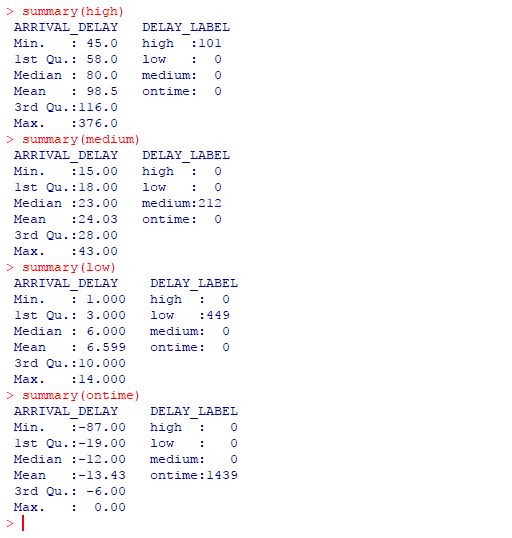 > summary(high)
 ARRIVAL_DELAY   DELAY_LABEL
 Min.   : 45.0   high  :101
 1st Qu.: 58.0   low   :  0
 Median : 80.0   medium:  0
 Mean   : 98.5   ontime:  0
 3rd Qu.:116.0
 Max.   :376.0
> summary(medium)
 ARRIVAL_DELAY   DELAY_LABEL
 Min.   :15.00   high  :  0
 1st Qu.:18.00   low   :  0
 Median :23.00   medium:212
 Mean   :24.03   ontime:  0
 3rd Qu.:28.00
 Max.   :43.00
> summary(low)
 ARRIVAL_DELAY    DELAY_LABEL
 Min.   : 1.000   high  :  0
 1st Qu.: 3.000   low   :449
 Median : 6.000   medium:  0
 Mean   : 6.599   ontime:  0
 3rd Qu.:10.000
 Max.   :14.000
> summary(ontime)
 ARRIVAL_DELAY    DELAY_LABEL
 Min.   :-87.00   high  :   0
 1st Qu.:-19.00   low   :   0
 Median :-12.00   medium:   0
 Mean   :-13.43   ontime:1439
 3rd Qu.: -6.00
 Max.   :  0.00
>